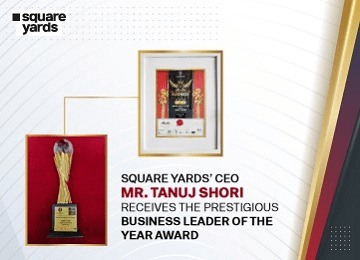 square
yards
SQUARE YARDS' CEO
MR. TANUJ SHORI
RECEIVES THE PRESTIGIOUS
BUSINESS LEADER OF THE
YEAR AWARD